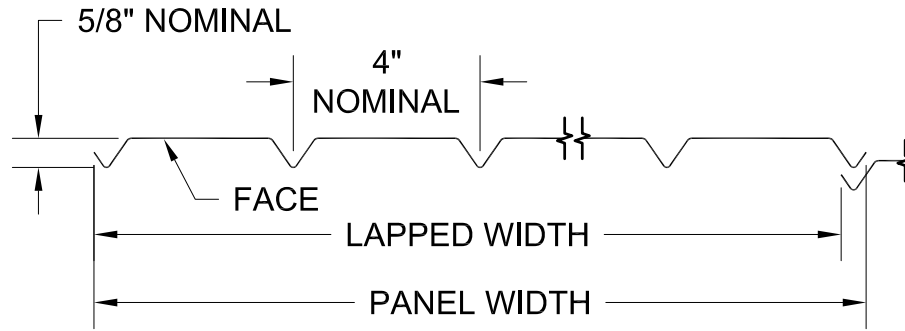 5/8" NOMINAL
4"
NOMINAL
FACE
LAPPED WIDTH
PANEL WIDTH